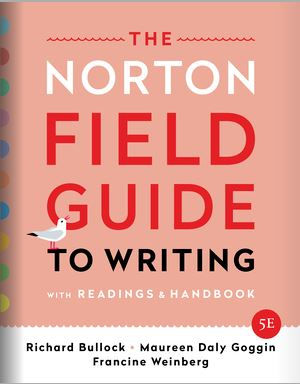 THE
NORTON
FIELD
GUIDE
TO WRITING
WITH READINGS & HANDBOOK
5E
Richard Bullock • Maureen Daly Goggin
Francine Weinberg